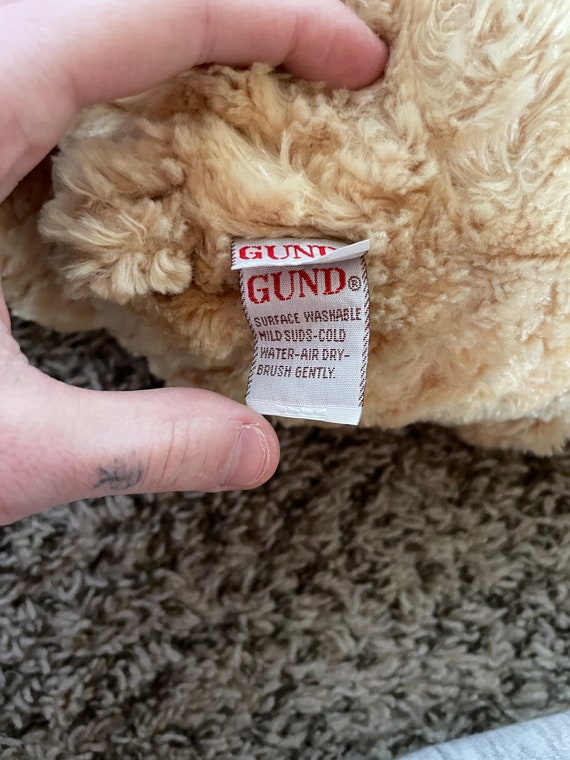 GUND
GUND®
SURFACE WASHABLE
MILD SUDS-COLD
WATER-AIR DRY-
BRUSH GENTLY.